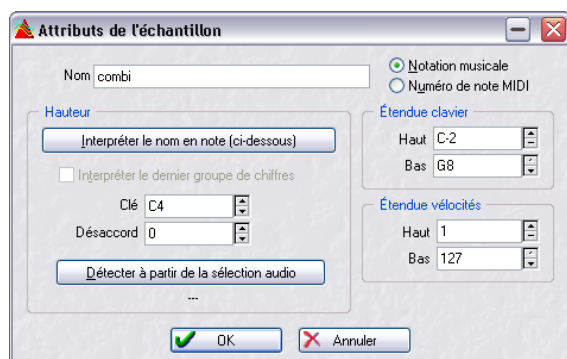 Attributs de l'échantillon
Nom combi
Notation musicale
Numéro de note MIDI
Hauteur
Interpréter le nom en note (ci-dessous)
Interpréter le dernier groupe de chiffres
Clé C4
Désaccord 0
Détecter à partir de la sélection audio
...
Étendue clavier
Haut C-2
Bas G8
Étendue vélocités
Haut 1
Bas 127
OK
Annuler